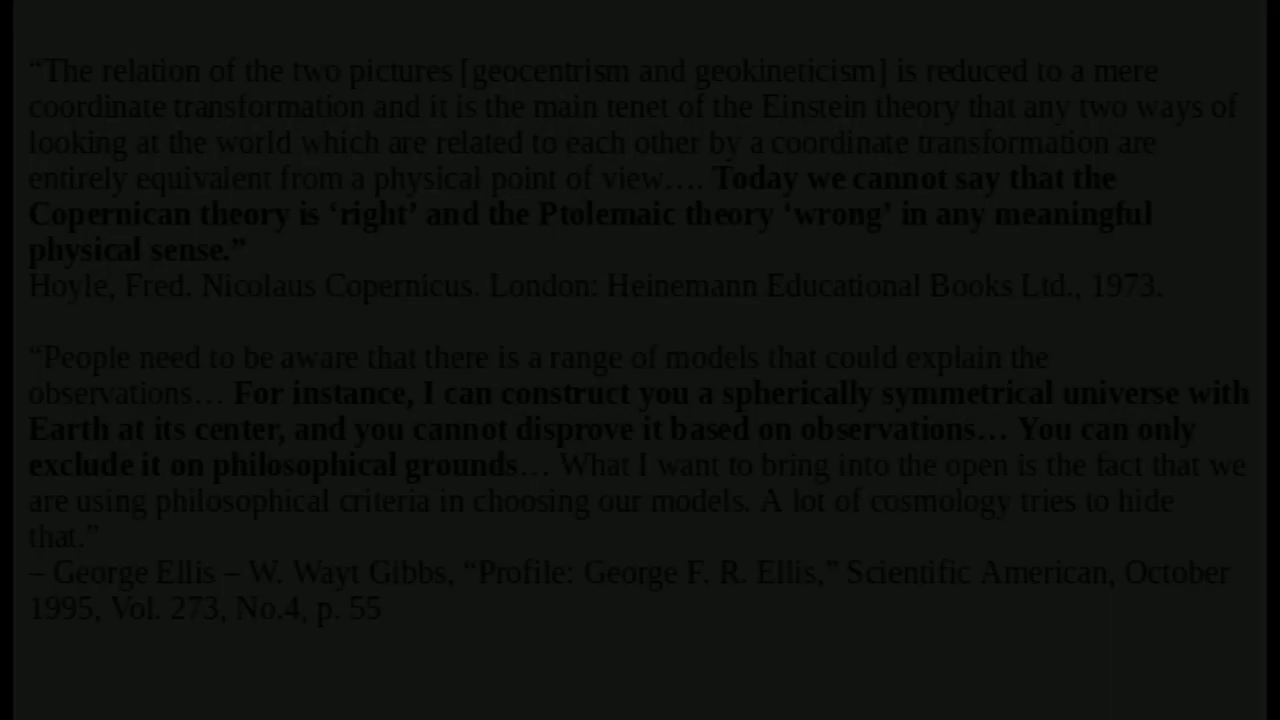 “The relation of the two pictures [geocentrism and geokineticism] is reduced to a mere
coordinate transformation and it is the main tenet of the Einstein theory that any two ways of
looking at the world which are related to each other by a coordinate transformation are
entirely equivalent from a physical point of view…. Today we cannot say that the
Copernican theory is ‘right’ and the Ptolemaic theory ‘wrong’ in any meaningful
physical sense.”
Hoyle, Fred. Nicolaus Copernicus. London: Heinemann Educational Books Ltd., 1973.
“People need to be aware that there is a range of models that could explain the
observations… For instance, I can construct you a spherically symmetrical universe with
Earth at its center, and you cannot disprove it based on observations… You can only
exclude it on philosophical grounds… What I want to bring into the open is the fact that we
are using philosophical criteria in choosing our models. A lot of cosmology tries to hide
that.”
– George Ellis – W. Wayt Gibbs, “Profile: George F. R. Ellis,” Scientific American, October
1995, Vol. 273, No.4, p. 55